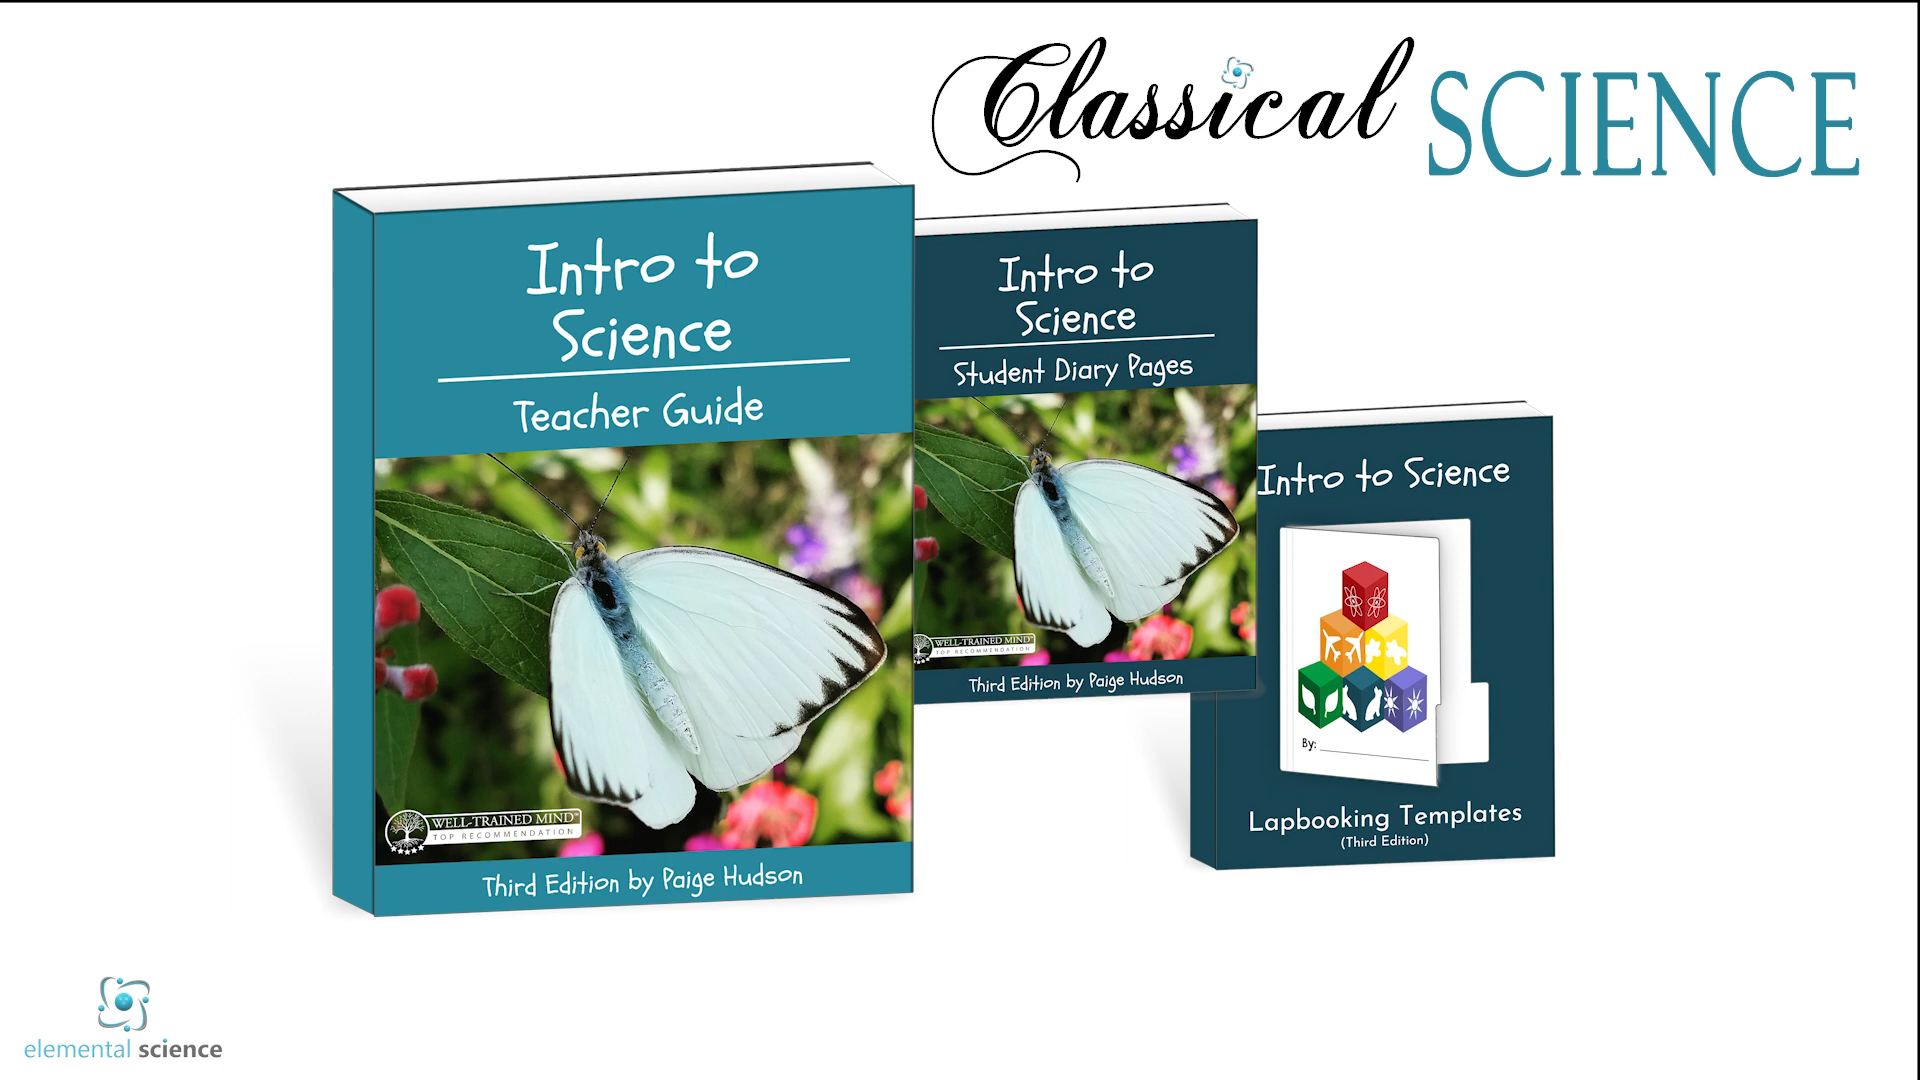 Classical SCIENCE
Intro to
Science
Teacher Guide
WELL-TRAINED MIND™
TOP RECOMMENDATION
Third Edition by Paige Hudson
Intro to
Science
Student Diary Pages
WELL-TRAINED MIND™
TOP RECOMMENDATION
Third Edition by Paige Hudson
Intro to Science
By:
Lapbooking Templates
(Third Edition)
elemental science